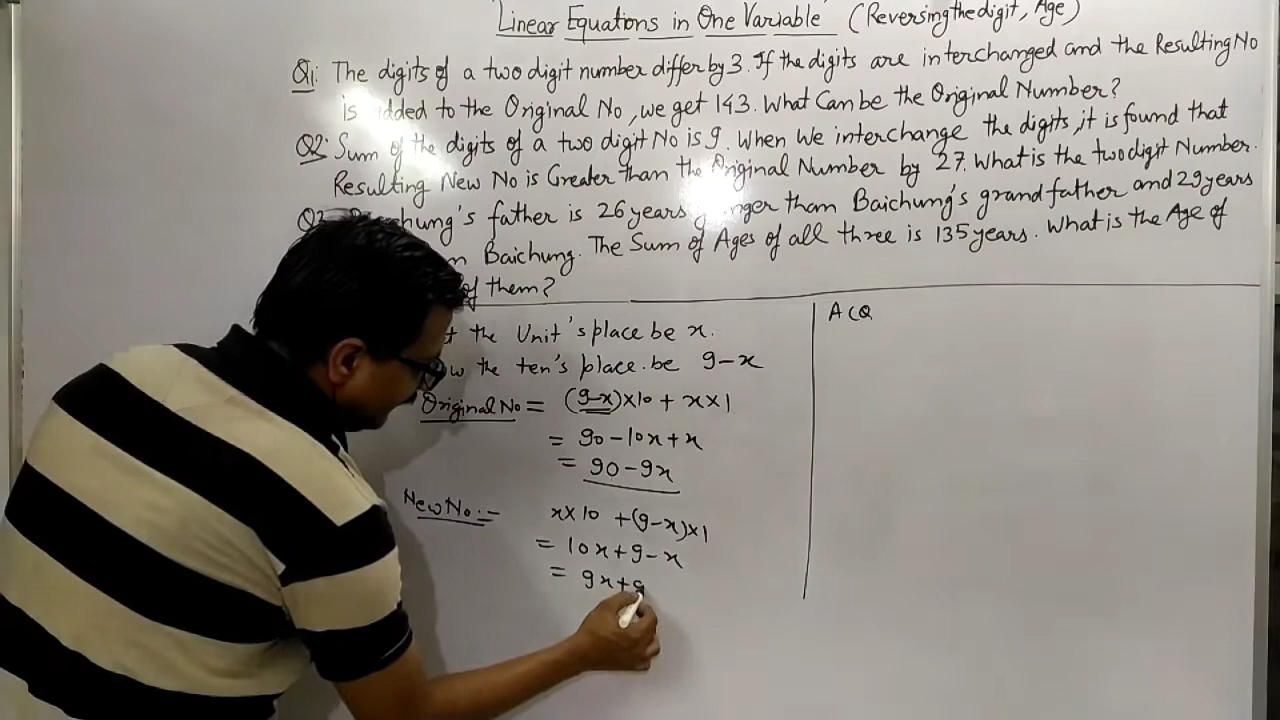 'Linear Equations in One Variable' (Reversing the digit, Age)
Q1: The digits of a two digit number differ by 3. If the digits are interchanged and the Resulting No
is added to the Original No, we get 143. What Can be the Original Number?
Q2: Sum of the digits of a two digit No is 9. When We interchange the digits, it is found that
Resulting New No is Greater than the Original Number by 27. What is the two digit Number.
Baichung's father is 26 years younger than Baichung's grand father and 29 years
Baichung. The Sum of Ages of all three is 135 years. What is the Age of
of them?
the Unit's place be x.
the ten's place be 9-x
Original No = (9-x)×10 + x×1
= 90-10x+x
= 90-9x
New No:- x×10 +(9-x)×1
= 10x+9-x
= 9x+9
ACQ